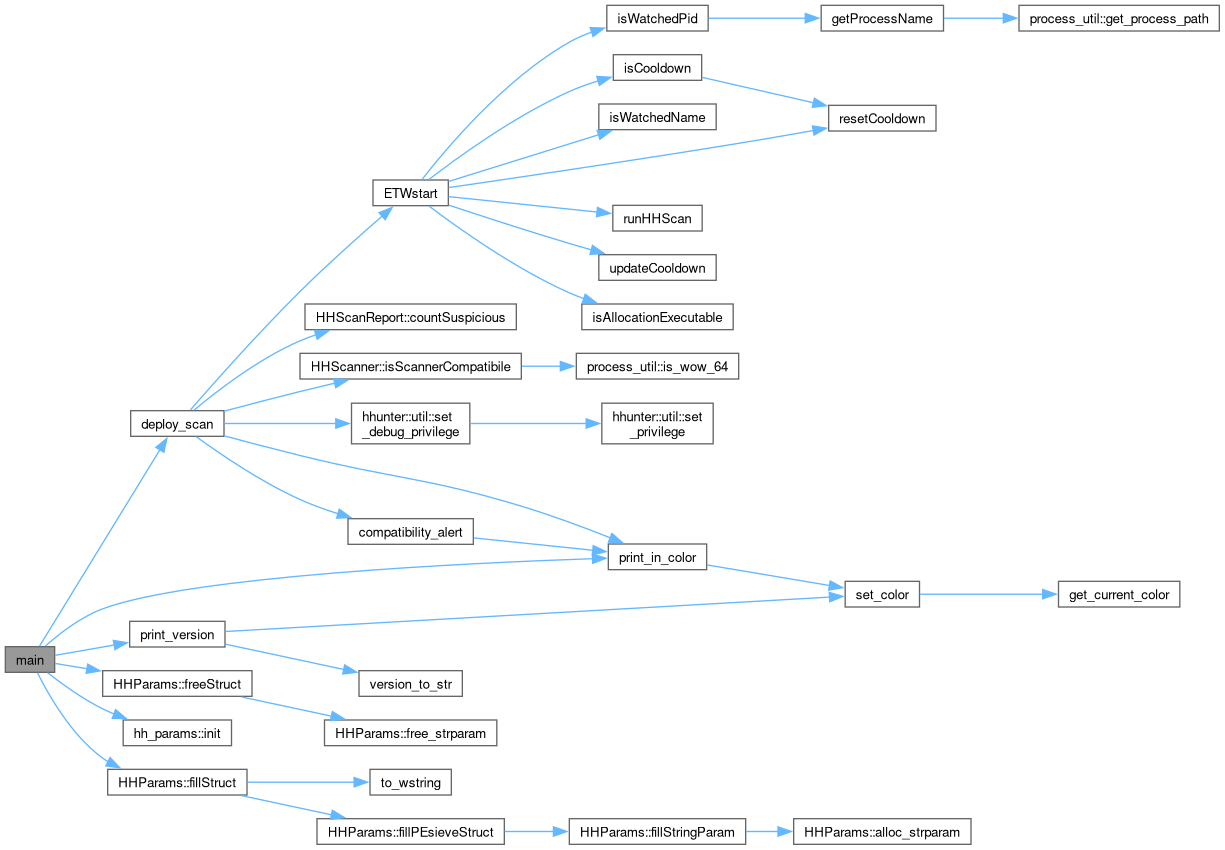 isWatchedPid
getProcessName
process_util::get_process_path
isCooldown
isWatchedName
resetCooldown
ETWstart
runHHScan
updateCooldown
isAllocationExecutable
HHScanReport::countSuspicious
HHScanner::isScannerCompatibile
process_util::is_wow_64
deploy_scan
hhunter::util::set
_debug_privilege
hhunter::util::set
_privilege
compatibility_alert
print_in_color
set_color
get_current_color
print_version
main
HHParams::freeStruct
version_to_str
hh_params::init
HHParams::free_strparam
HHParams::fillStruct
to_wstring
HHParams::fillPEsieveStruct
HHParams::fillStringParam
HHParams::alloc_strparam